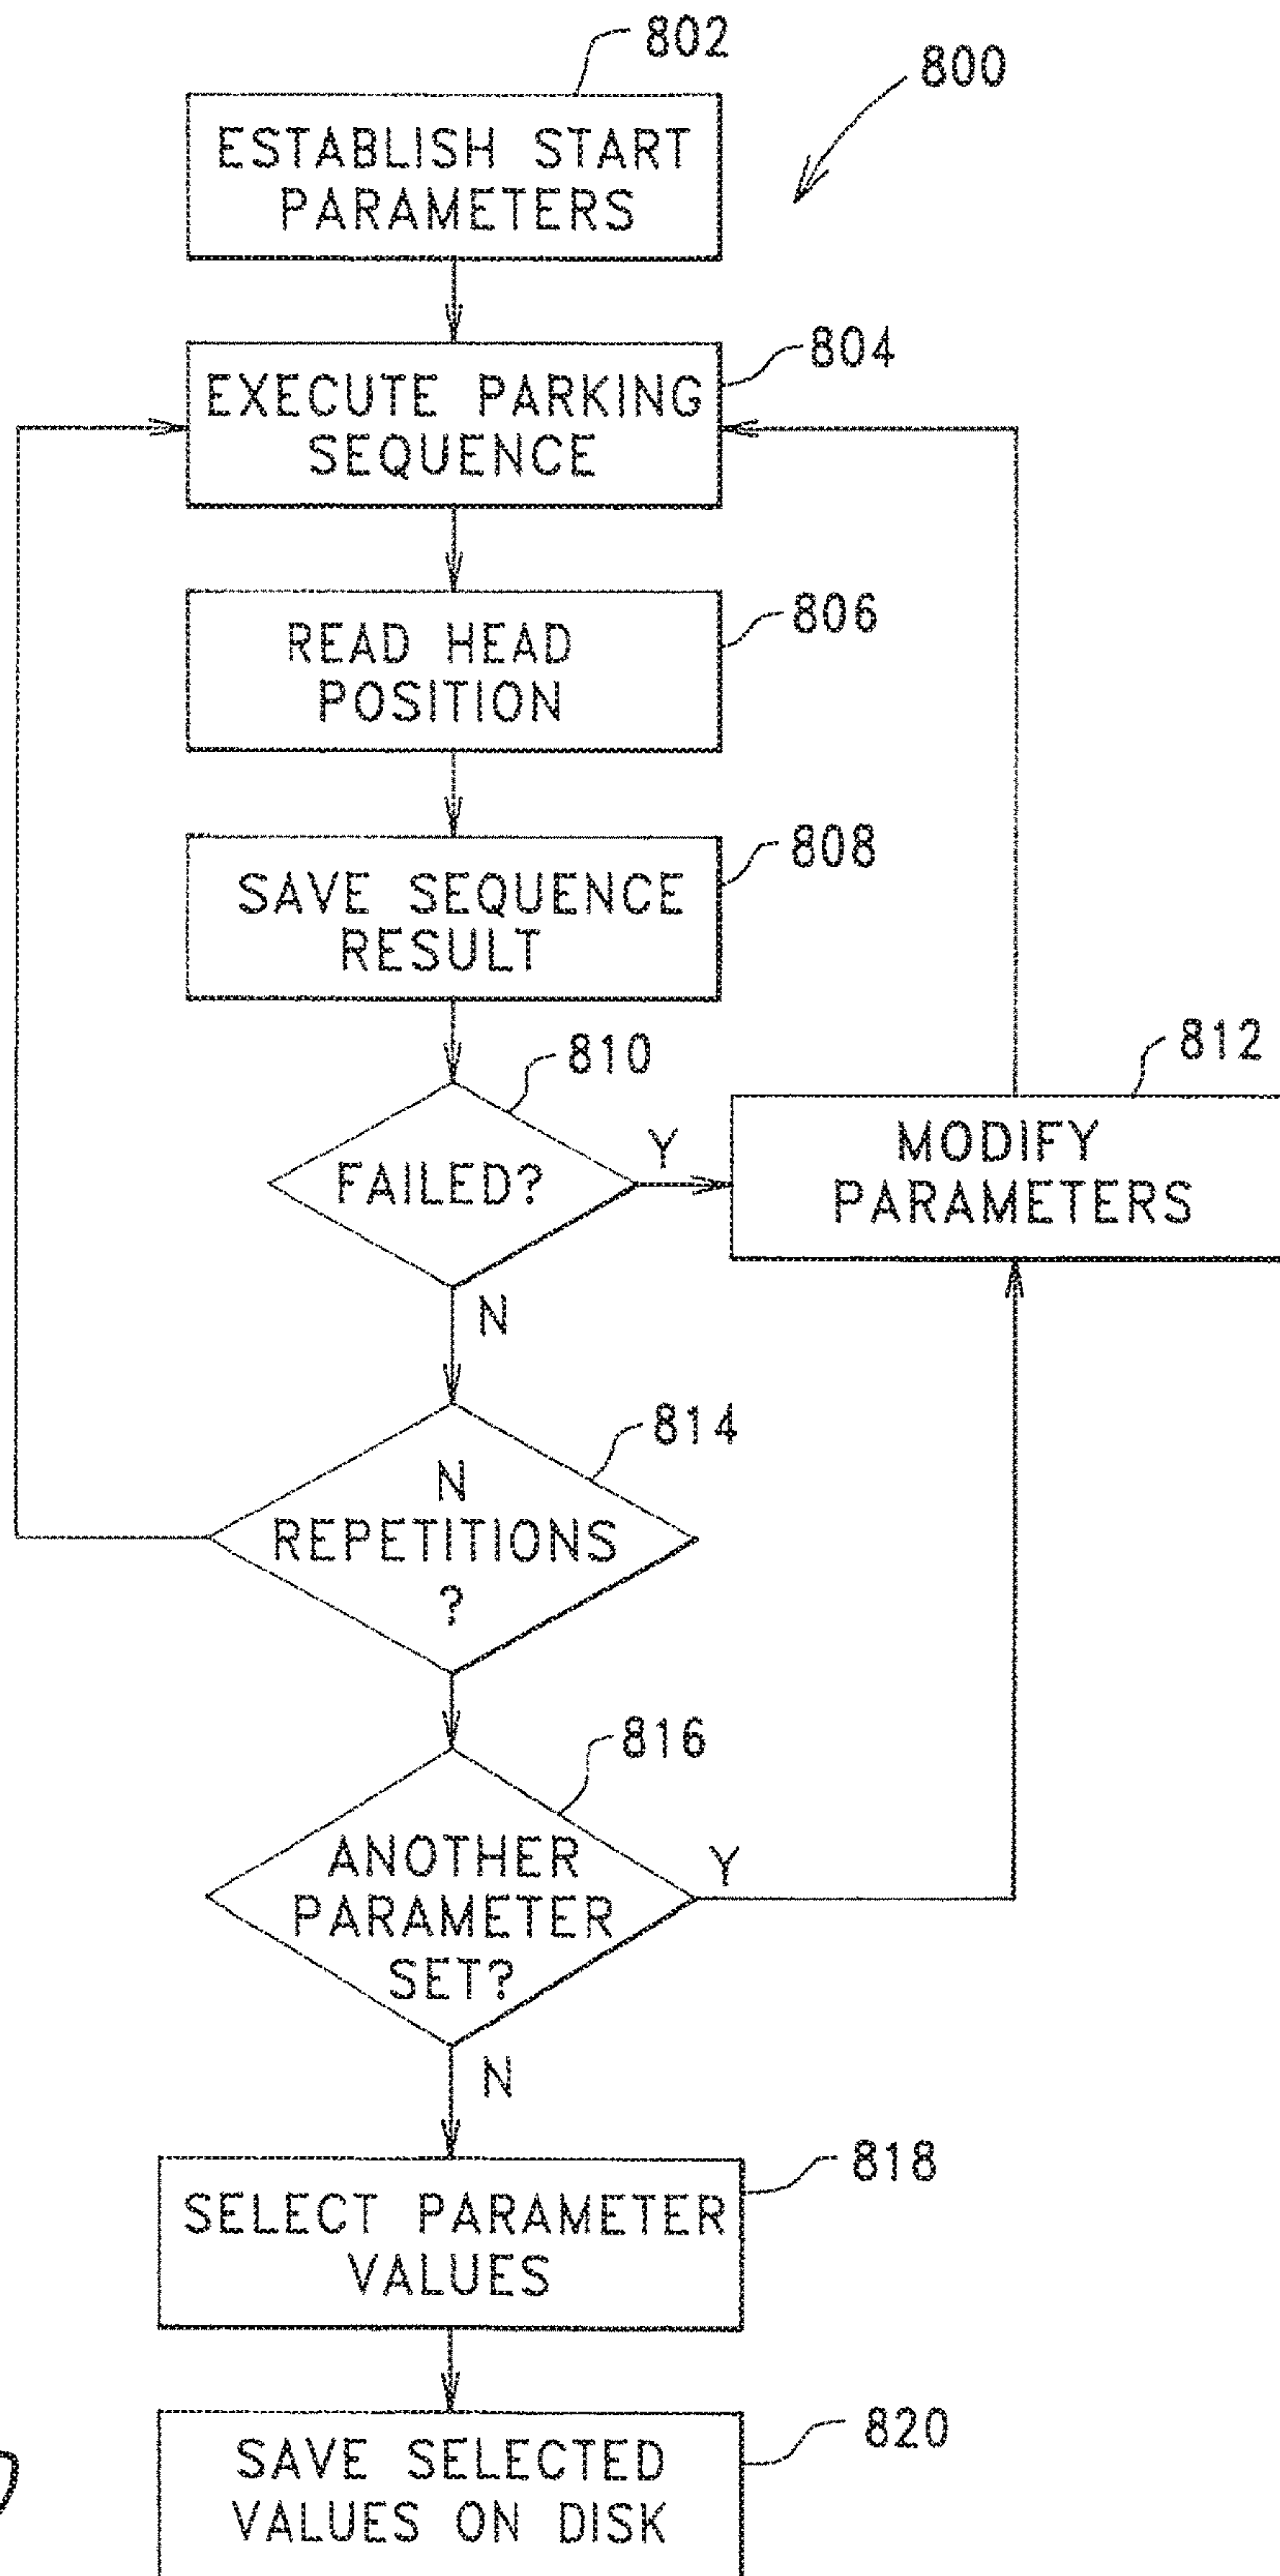 802
800
ESTABLISH START
PARAMETERS
804
EXECUTE PARKING
SEQUENCE
806
READ HEAD
POSITION
808
SAVE SEQUENCE
RESULT
810
FAILED?
Y
812
MODIFY
PARAMETERS
N
814
N
REPETITIONS
?
816
ANOTHER
PARAMETER
SET?
Y
N
818
SELECT PARAMETER
VALUES
820
SAVE SELECTED
VALUES ON DISK